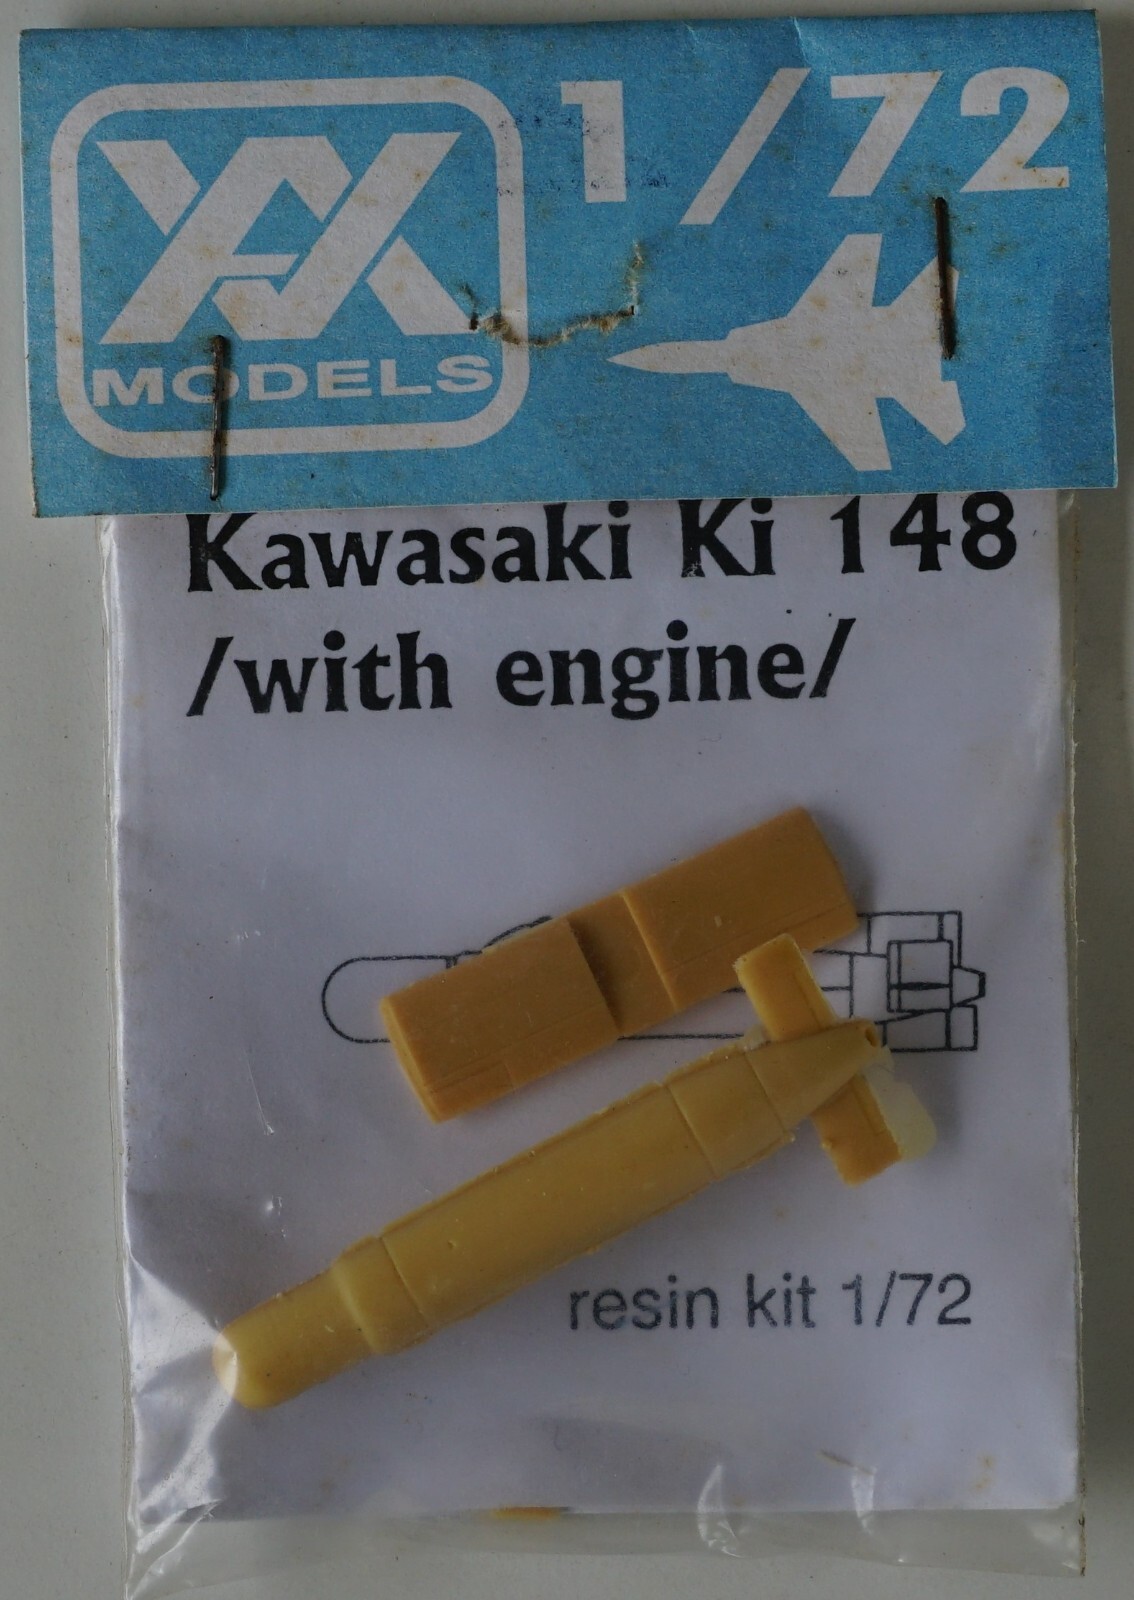 1/72
MODELS
Kawasaki Ki 148
/with engine/
resin kit 1/72